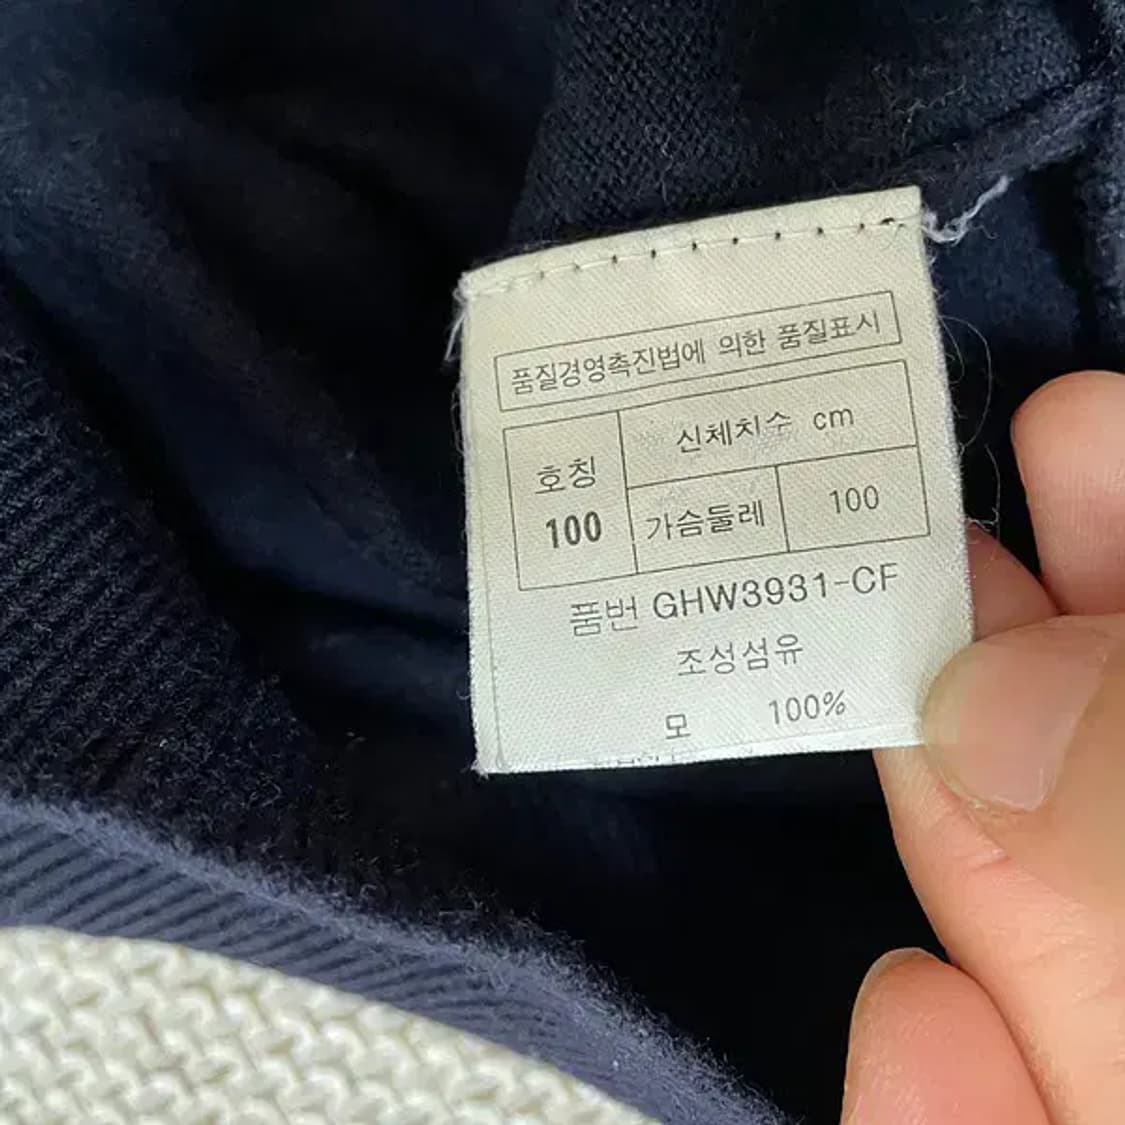 품질경영촉진법에 의한 품질표시
호칭 신체치수 cm
100 가슴둘레 100
품번 GHW3931-CF
조성섬유
모 100%